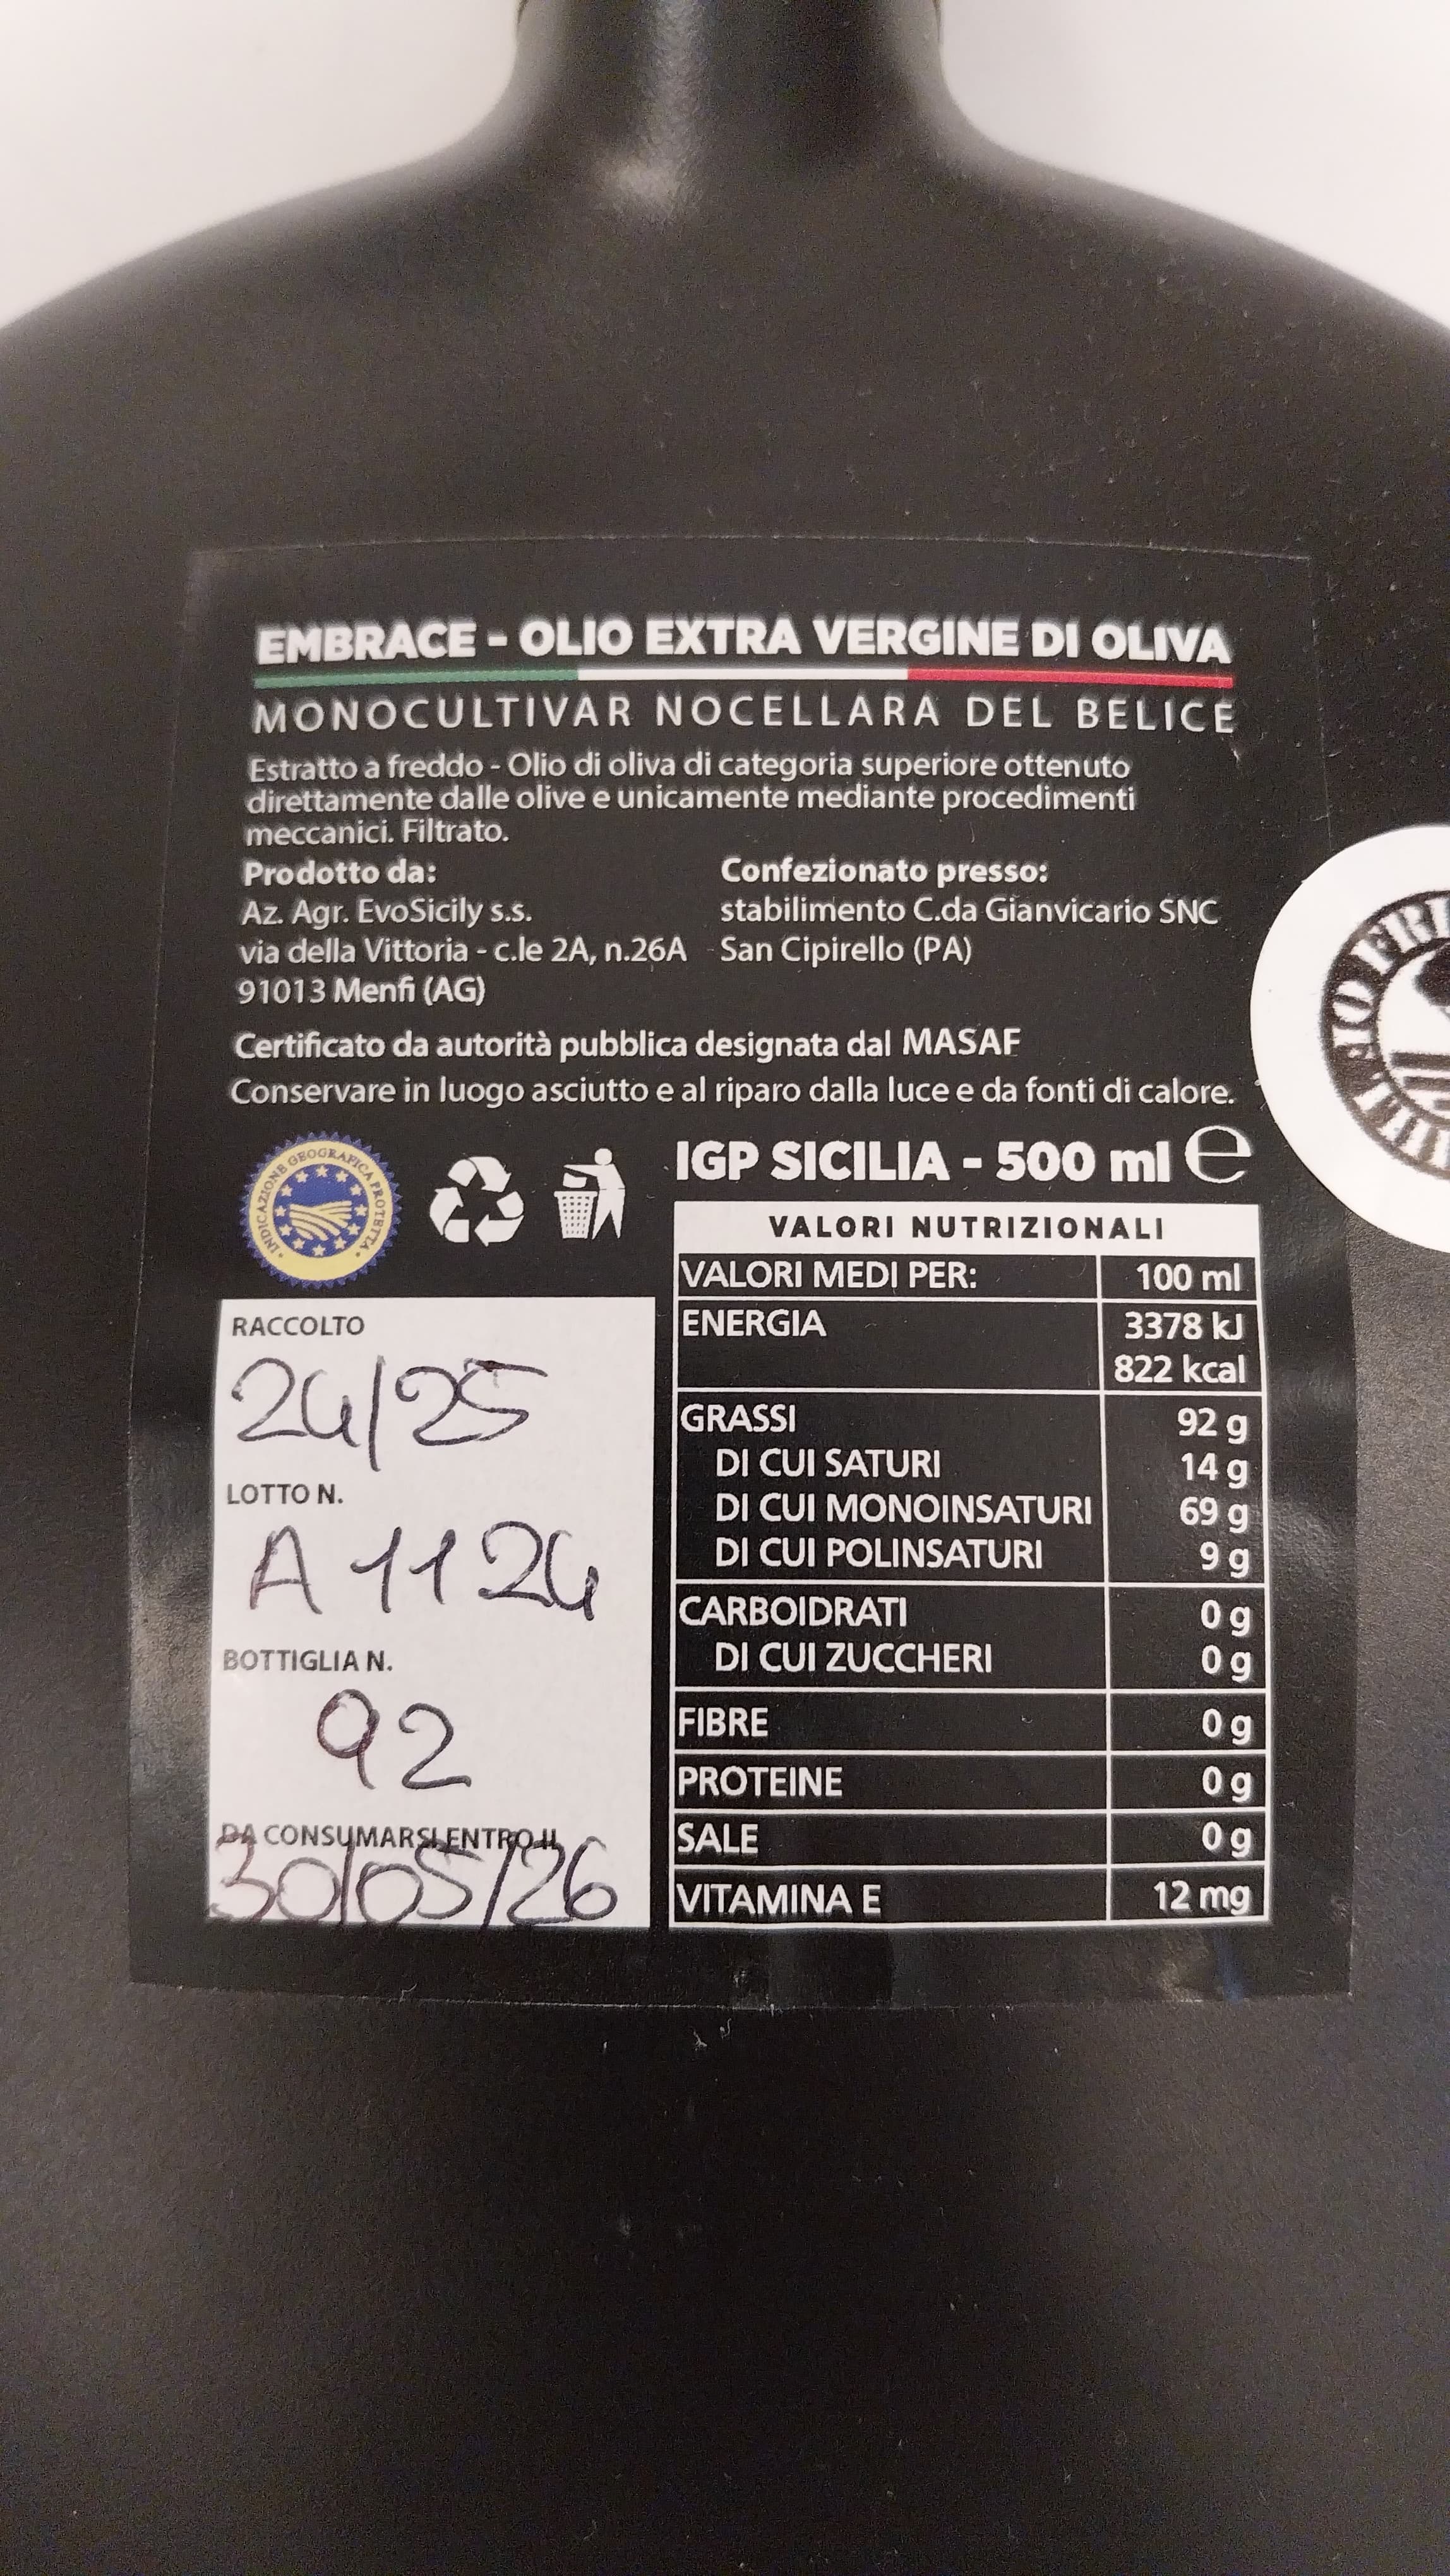 EMBRACE - OLIO EXTRA VERGINE DI OLIVA
MONOCULTIVAR NOCELLARA DEL BELICE
Estratto a freddo - Olio di oliva di categoria superiore ottenuto
direttamente dalle olive e unicamente mediante procedimenti
meccanici. Filtrato.
Prodotto da:
Az. Agr. EvoSicily s.s.
via della Vittoria - c.le 2A, n.26A
91013 Menfi (AG)
Confezionato presso:
stabilimento C.da Gianvicario SNC
San Cipirello (PA)
Certificato da autorità pubblica designata dal MASAF
Conservare in luogo asciutto e al riparo dalla luce e da fonti di calore.
INDICAZIONE GEOGRAFICA PROTETTA
IGP SICILIA - 500 ml e
RACCOLTO
24/25
LOTTO N.
A 1124
BOTTIGLIA N.
92
DA CONSUMARSI ENTRO IL
30/05/26
VALORI NUTRIZIONALI
VALORI MEDI PER: 100 ml
ENERGIA 3378 kJ
822 kcal
GRASSI 92 g
DI CUI SATURI 14 g
DI CUI MONOINSATURI 69 g
DI CUI POLINSATURI 9 g
CARBOIDRATI 0 g
DI CUI ZUCCHERI 0 g
FIBRE 0 g
PROTEINE 0 g
SALE 0 g
VITAMINA E 12 mg